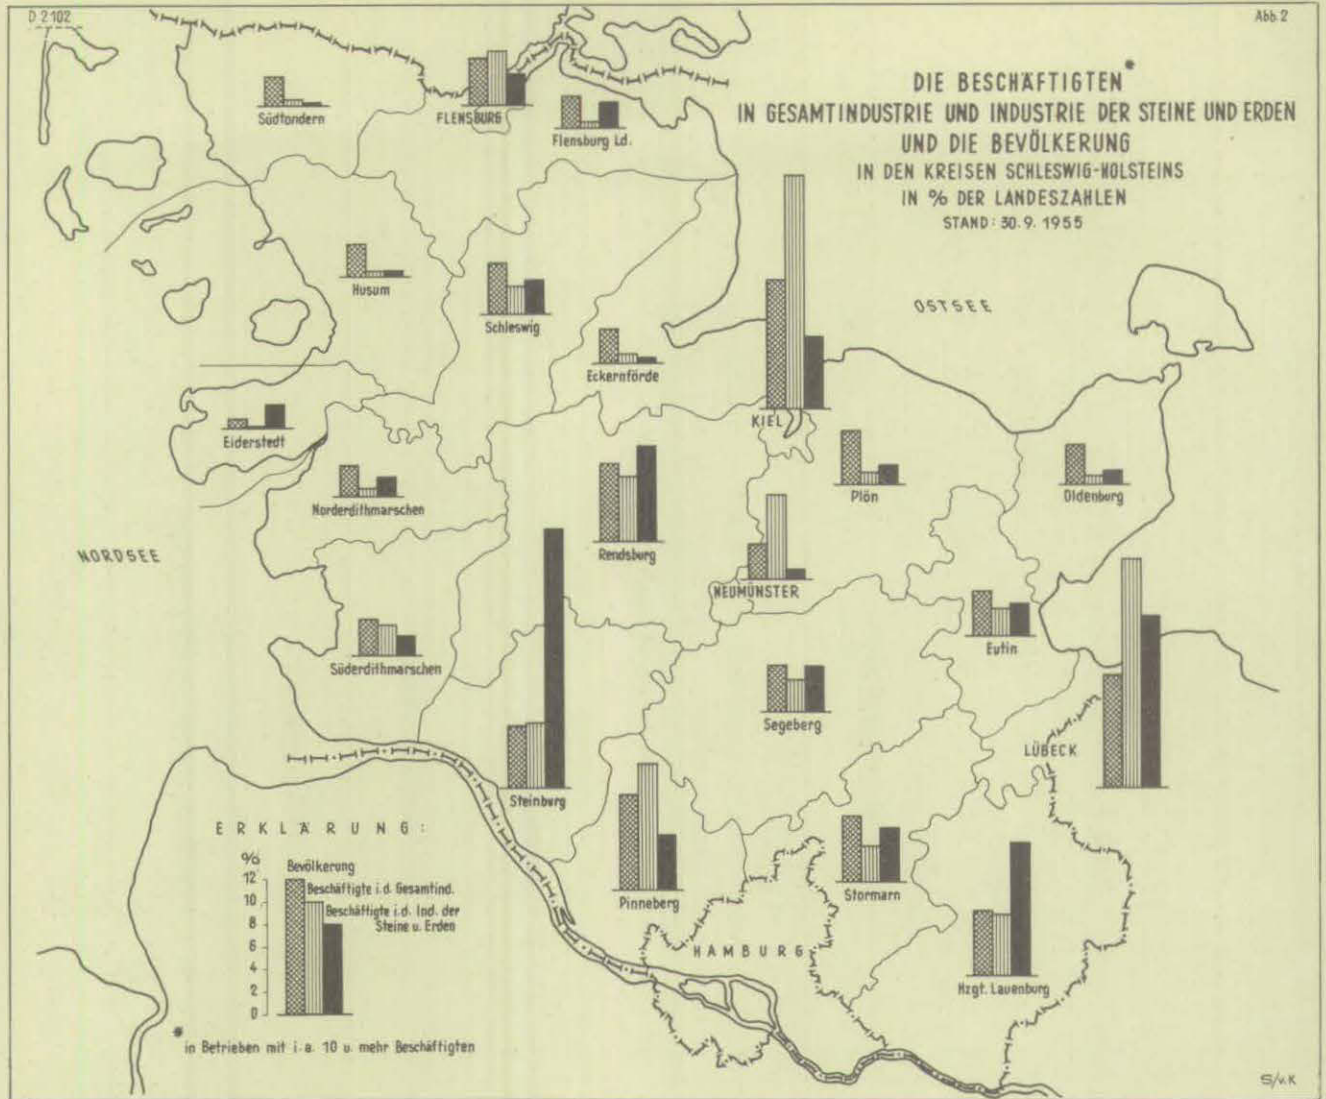 D 2102
Abb. 2
DIE BESCHÄFTIGTEN*
IN GESAMTINDUSTRIE UND INDUSTRIE DER STEINE UND ERDEN
UND DIE BEVÖLKERUNG
IN DEN KREISEN SCHLESWIG-HOLSTEINS
IN % DER LANDESZAHLEN
STAND: 30.9.1955
Südtondern
FLENSBURG
Flensburg Ld.
Husum
Schleswig
OSTSEE
Eckernförde
Eiderstedt
KIEL
Norderdithmarschen
Plön
Oldenburg
NORDSEE
Rendsburg
NEUMÜNSTER
Süderdithmarschen
Eutin
Segeberg
LÜBECK
Steinburg
Pinneberg
Stormarn
HAMBURG
Hzgt. Lauenburg
ERKLÄRUNG:
%
12
10
8
6
4
2
0
Bevölkerung
Beschäftigte i.d. Gesamtind.
Beschäftigte i.d. Ind. der
Steine u. Erden
* in Betrieben mit i.a. 10 u. mehr Beschäftigten
S/v.K